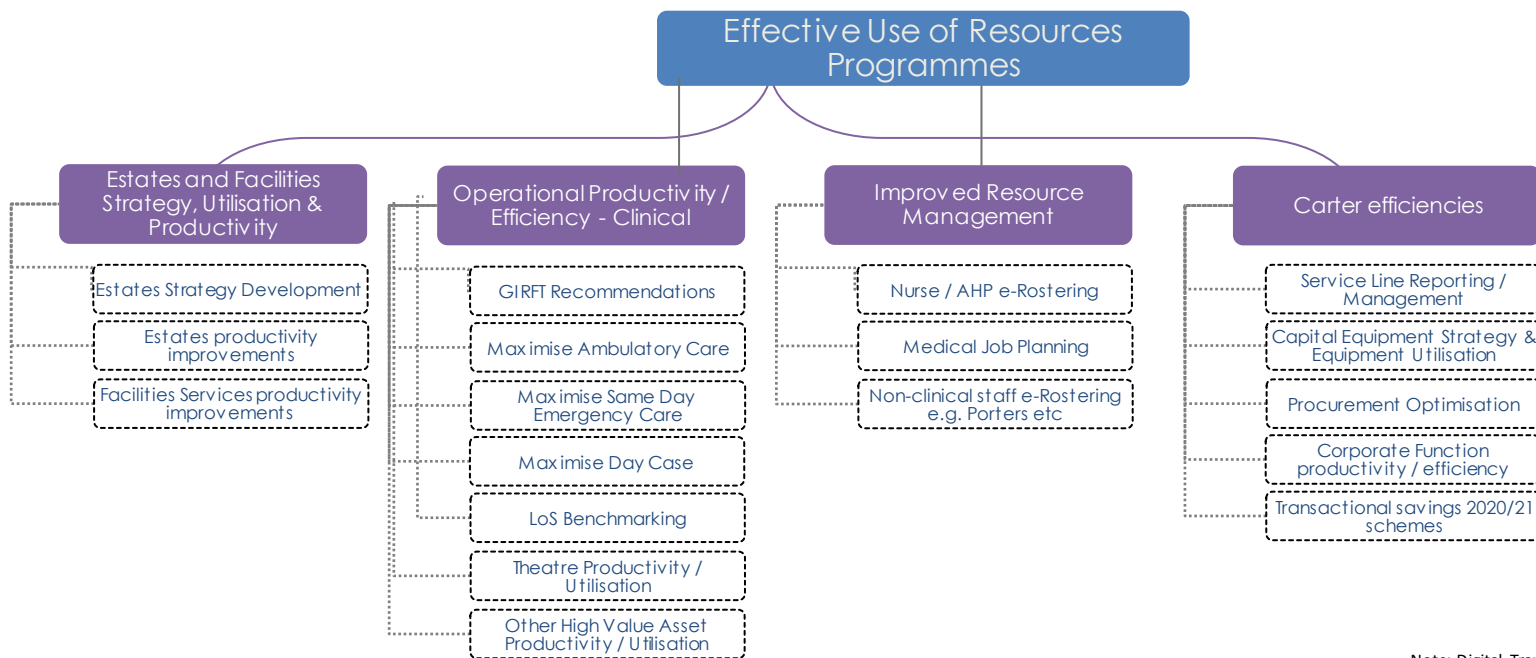 Effective Use of Resources
Programmes
Estates and Facilities
Strategy, Utilisation &
Productivity
Estates Strategy Development
Estates productivity
improvements
Facilities Services productivity
improvements
Operational Productivity /
Efficiency - Clinical
GIRFT Recommendations
Maximise Ambulatory Care
Maximise Same Day
Emergency Care
Maximise Day Case
LoS Benchmarking
Theatre Productivity /
Utilisation
Other High Value Asset
Productivity / Utilisation
Improved Resource
Management
Nurse / AHP e-Rostering
Medical Job Planning
Non-clinical staff e-Rostering
e.g. Porters etc
Carter efficiencies
Service Line Reporting /
Management
Capital Equipment Strategy &
Equipment Utilisation
Procurement Optimisation
Corporate Function
productivity / efficiency
Transactional savings 2020/21
schemes
Note: Digital